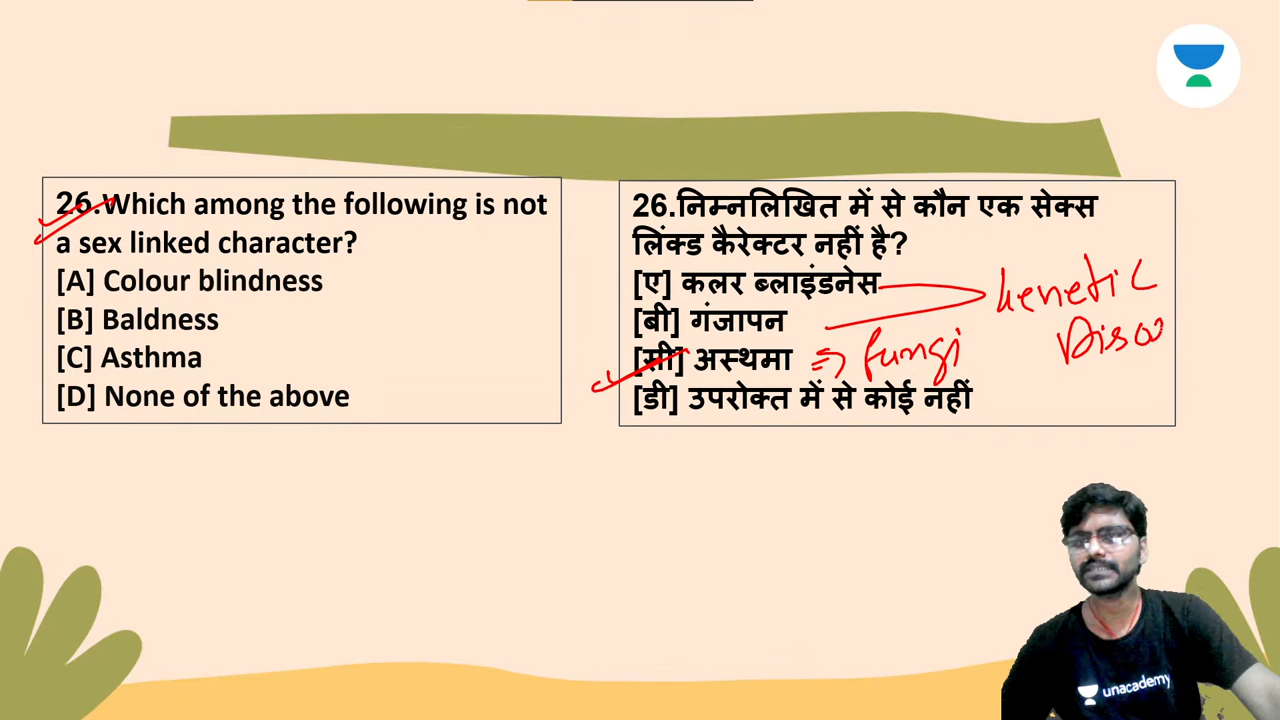 26.Which among the following is not
a sex linked character?
[A] Colour blindness
[B] Baldness
[C] Asthma
[D] None of the above
26.निम्नलिखित में से कौन एक सेक्स
लिंक्ड कैरेक्टर नहीं है?
[ए] कलर ब्लाइंडनेस
[बी] गंजापन
[सी] अस्थमा ⇒ fungi
[डी] उपरोक्त में से कोई नहीं
Genetic
unacademy